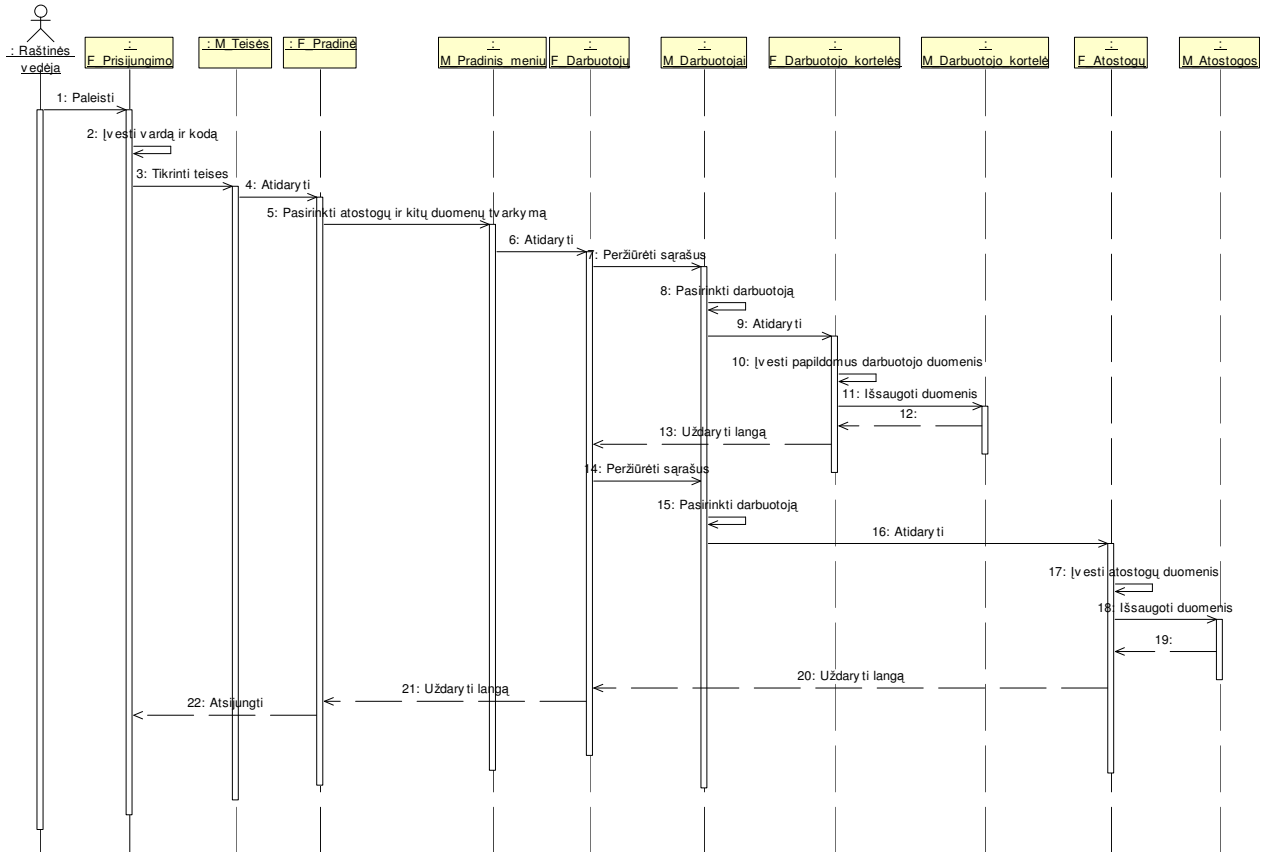 : Raštinės
vedėja
:
F_Prisijungimo
: M_Teisės
: F_Pradinė
:
M_Pradinis_meniu
:
F_Darbuotojų
:
M_Darbuotojai
:
F_Darbuotojo_kortelės
:
M_Darbuotojo_kortelė
:
F_Atostogų
:
M_Atostogos
1: Paleisti
2: Įvesti vardą ir kodą
3: Tikrinti teises
4: Atidaryti
5: Pasirinkti atostogų ir kitų duomenų tvarkymą
6: Atidaryti
7: Peržiūrėti sąrašus
8: Pasirinkti darbuotoją
9: Atidaryti
10: Įvesti papildomus darbuotojo duomenis
11: Išsaugoti duomenis
12:
13: Uždaryti langą
14: Peržiūrėti sąrašus
15: Pasirinkti darbuotoją
16: Atidaryti
17: Įvesti atostogų duomenis
18: Išsaugoti duomenis
19:
20: Uždaryti langą
21: Uždaryti langą
22: Atsijungti